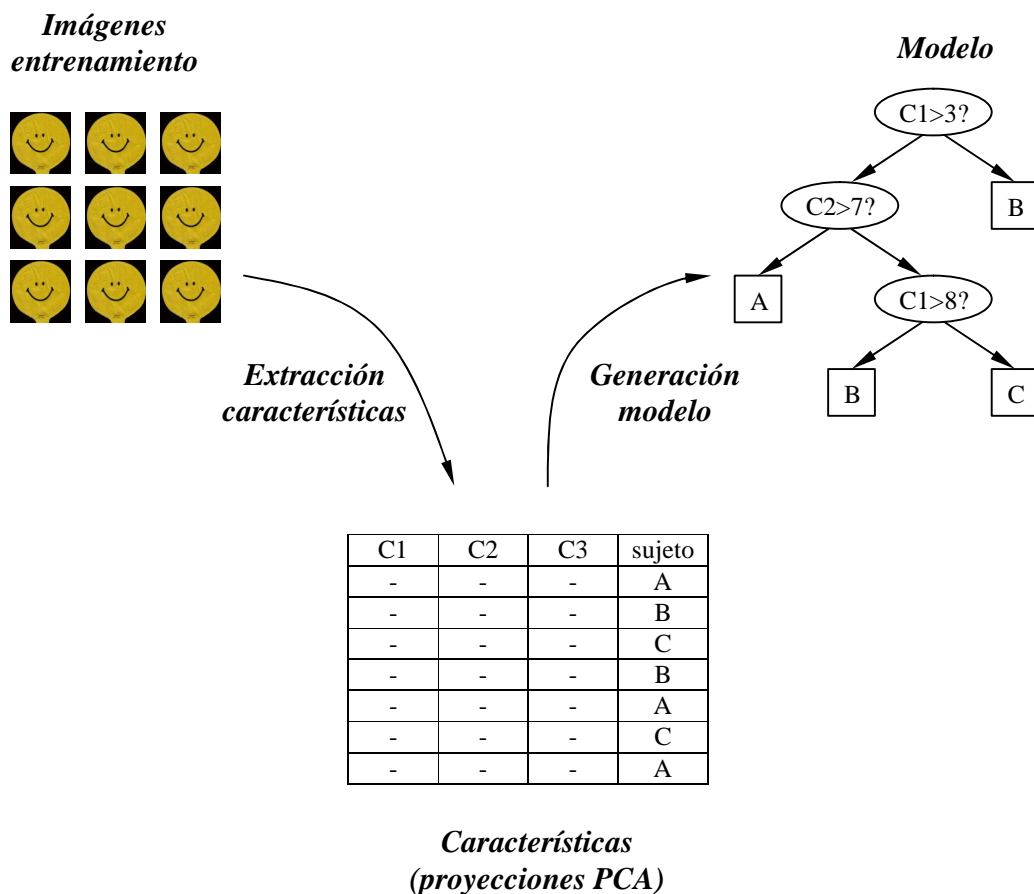 Imágenes
entrenamiento
Modelo
C1>3?
C2>7?
B
A
C1>8?
B
C
Extracción
características
Generación
modelo
C1 C2 C3 sujeto
- - - A
- - - B
- - - C
- - - B
- - - A
- - - C
- - - A
Características
(proyecciones PCA)